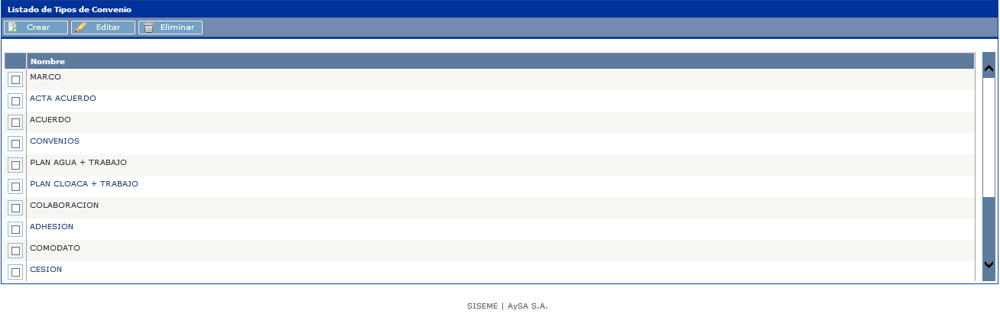 Listado de Tipos de Convenio
Crear Editar Eliminar
Nombre
MARCO
ACTA ACUERDO
ACUERDO
CONVENIOS
PLAN AGUA + TRABAJO
PLAN CLOACA + TRABAJO
COLABORACION
ADHESION
COMODATO
CESION
SISEME | AySA S.A.